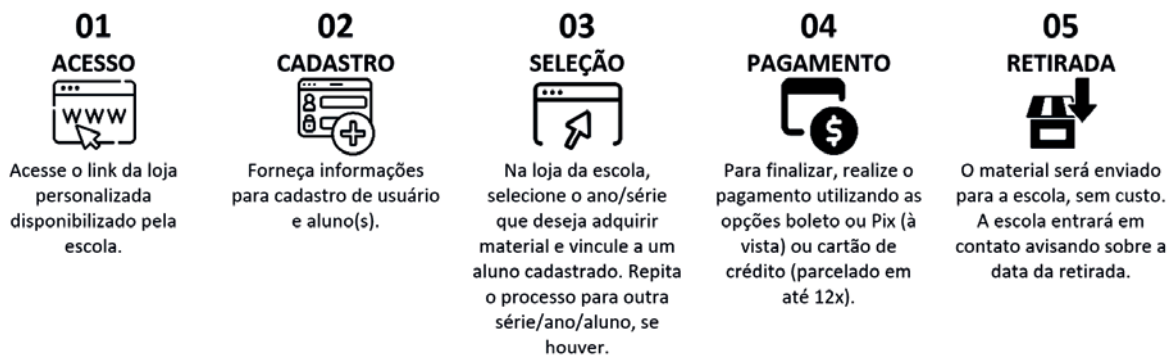 01
ACESSO
WWW
Acesse o link da loja
personalizada
disponibilizado pela
escola.
02
CADASTRO
Forneça informações
para cadastro de usuário
e aluno(s).
03
SELEÇÃO
Na loja da escola,
selecione o ano/série
que deseja adquirir
material e vincule a um
aluno cadastrado. Repita
o processo para outra
série/ano/aluno, se
houver.
04
PAGAMENTO
$
Para finalizar, realize o
pagamento utilizando as
opções boleto ou Pix (à
vista) ou cartão de
crédito (parcelado em
até 12x).
05
RETIRADA
O material será enviado
para a escola, sem custo.
A escola entrará em
contato avisando sobre a
data da retirada.